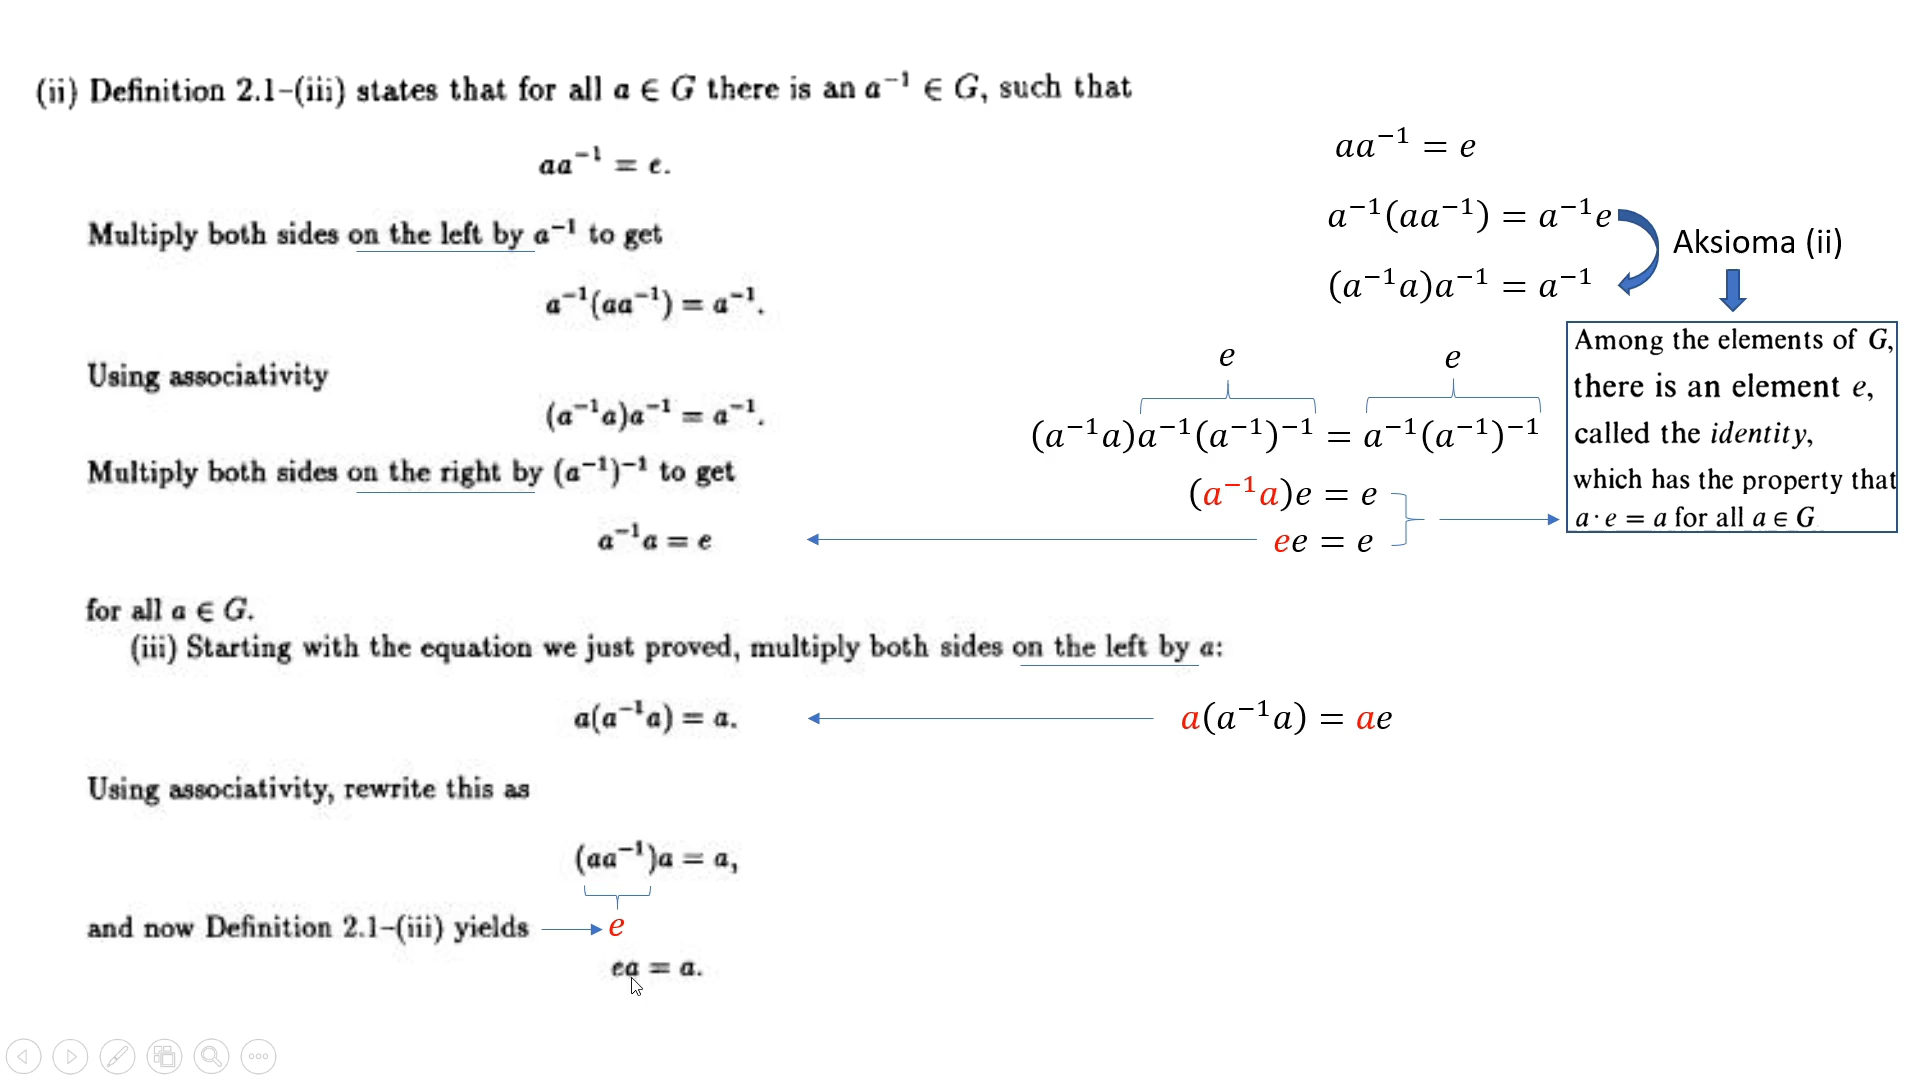 (ii) Definition 2.1-(iii) states that for all a ∈ G there is an a⁻¹ ∈ G, such that
aa⁻¹ = e.
Multiply both sides on the left by a⁻¹ to get
a⁻¹(aa⁻¹) = a⁻¹.
Using associativity
(a⁻¹a)a⁻¹ = a⁻¹.
Multiply both sides on the right by (a⁻¹)⁻¹ to get
a⁻¹a = e
for all a ∈ G.
(iii) Starting with the equation we just proved, multiply both sides on the left by a:
a(a⁻¹a) = a.
Using associativity, rewrite this as
(aa⁻¹)a = a,
and now Definition 2.1-(iii) yields
e
ea = a.
aa⁻¹ = e
a⁻¹(aa⁻¹) = a⁻¹e
(a⁻¹a)a⁻¹ = a⁻¹
Aksioma (ii)
e
e
(a⁻¹a)a⁻¹(a⁻¹)⁻¹ = a⁻¹(a⁻¹)⁻¹
(a⁻¹a)e = e
ee = e
Among the elements of G,
there is an element e,
called the identity,
which has the property that
a · e = a for all a ∈ G
a(a⁻¹a) = ae